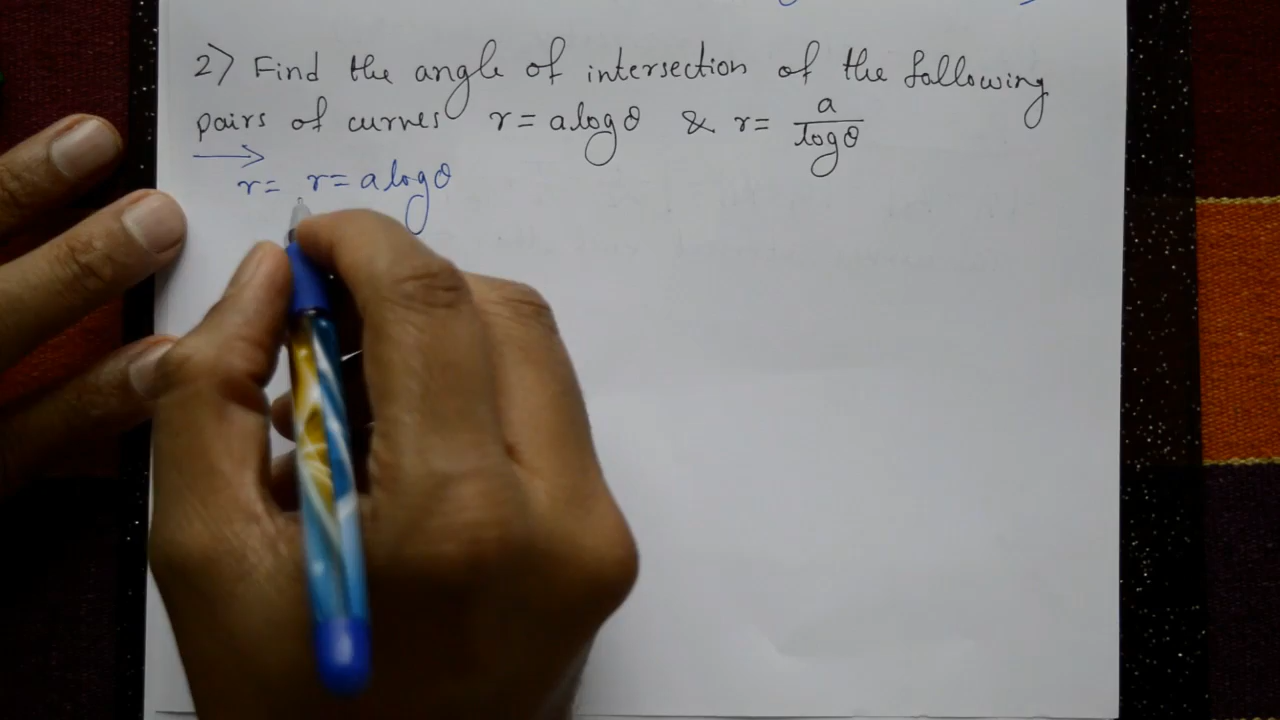 2) Find the angle of intersection of the following
pairs of curves r = a log θ & r = a / log θ
r = r = a log θ